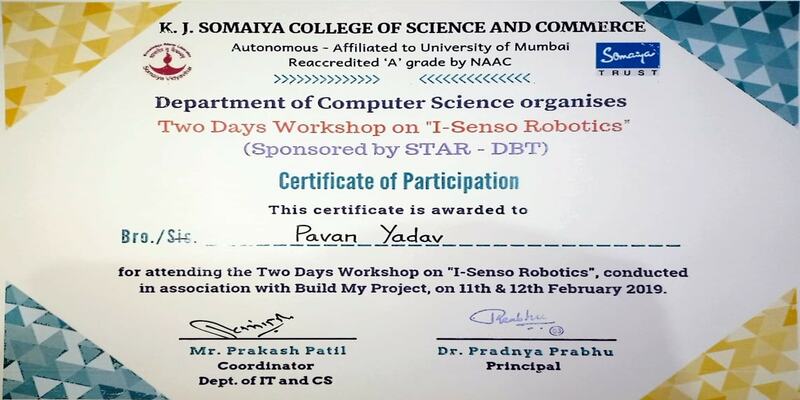 K. J. SOMAIYA COLLEGE OF SCIENCE AND COMMERCE
Autonomous - Affiliated to University of Mumbai
Reaccredited 'A' grade by NAAC
Somaiya Vidyavihar
Somaiya
TRUST
Department of Computer Science organises
Two Days Workshop on "I-Senso Robotics"
(Sponsored by STAR - DBT)
Certificate of Participation
This certificate is awarded to
Bro./Sis. Pavan Yadav
for attending the Two Days Workshop on "I-Senso Robotics", conducted
in association with Build My Project, on 11th & 12th February 2019.
Mr. Prakash Patil
Coordinator
Dept. of IT and CS
Prabhu
Dr. Pradnya Prabhu
Principal